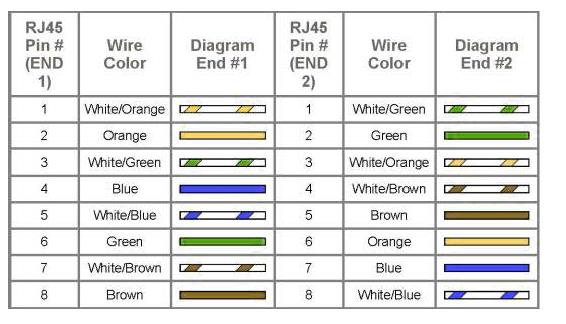 RJ45 Pin # (END 1) Wire Color Diagram End #1 RJ45 Pin # (END 2) Wire Color Diagram End #2
1 White/Orange 1 White/Green
2 Orange 2 Green
3 White/Green 3 White/Orange
4 Blue 4 White/Brown
5 White/Blue 5 Brown
6 Green 6 Orange
7 White/Brown 7 Blue
8 Brown 8 White/Blue